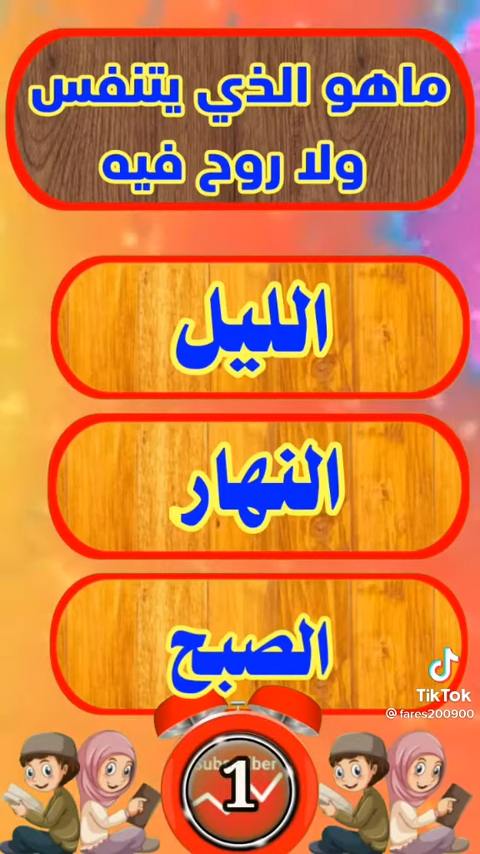 ماهو الذي يتنفس
ولا روح فيه
الليل
النهار
الصبح
TikTok
@fares200900
1